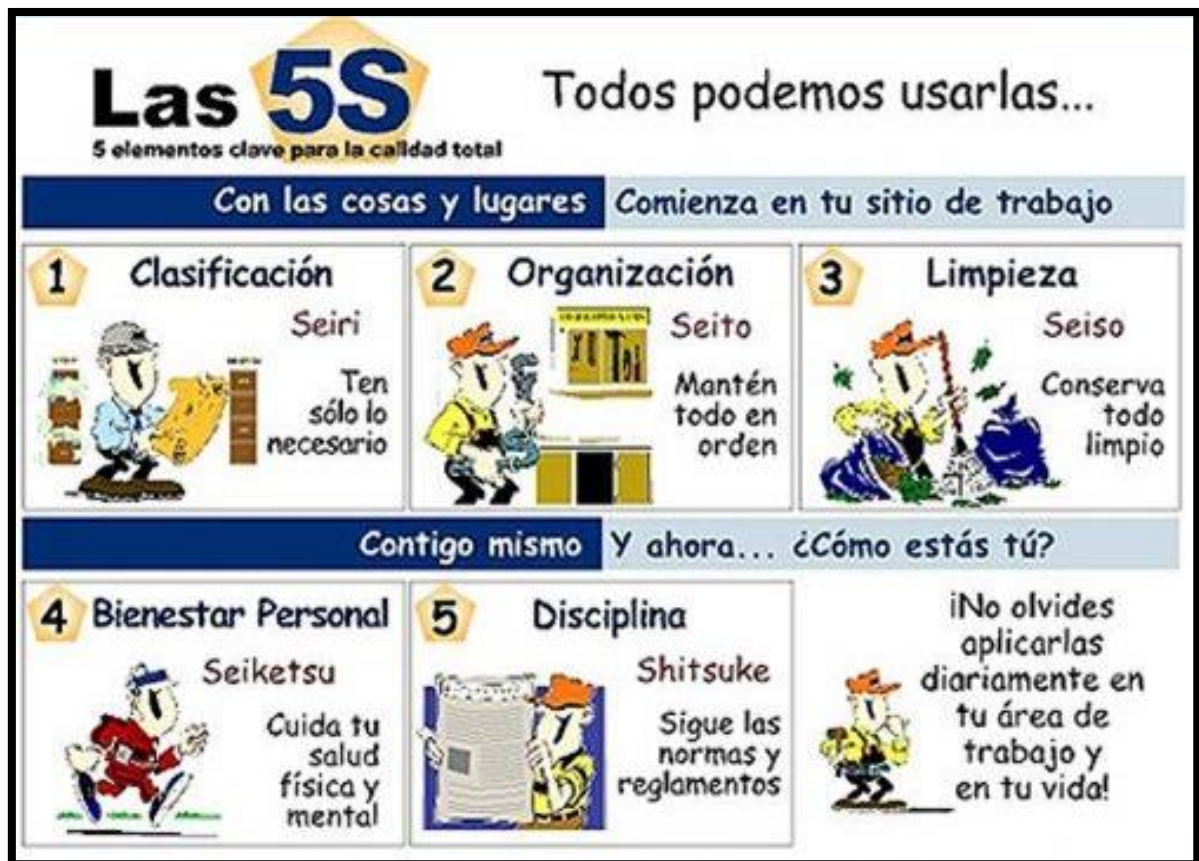 Las 5S
5 elementos clave para la calidad total
Todos podemos usarlas...
Con las cosas y lugares
Comienza en tu sitio de trabajo
1 Clasificación
Seiri
Ten
sólo lo
necesario
2 Organización
Seito
Mantén
todo en
orden
3 Limpieza
Seiso
Conserva
todo
limpio
Contigo mismo
Y ahora... ¿Cómo estás tú?
4 Bienestar Personal
Seiketsu
Cuida tu
salud
física y
mental
5 Disciplina
Shitsuke
Sigue las
normas y
reglamentos
¡No olvides
aplicarlas
diariamente en
tu área de
trabajo y
en tu vida!